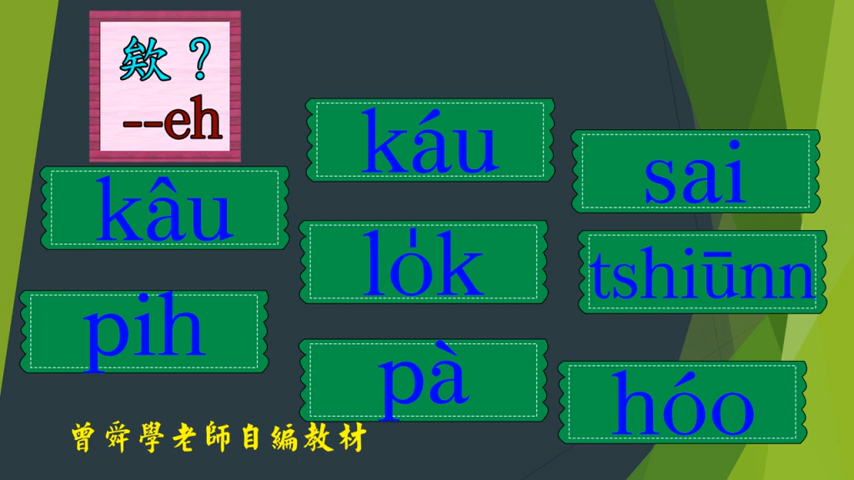 欸？
--eh
káu
sai
kâu
lo̍k
tshiūnn
pih
pà
hóo
曾舜學老師自編教材